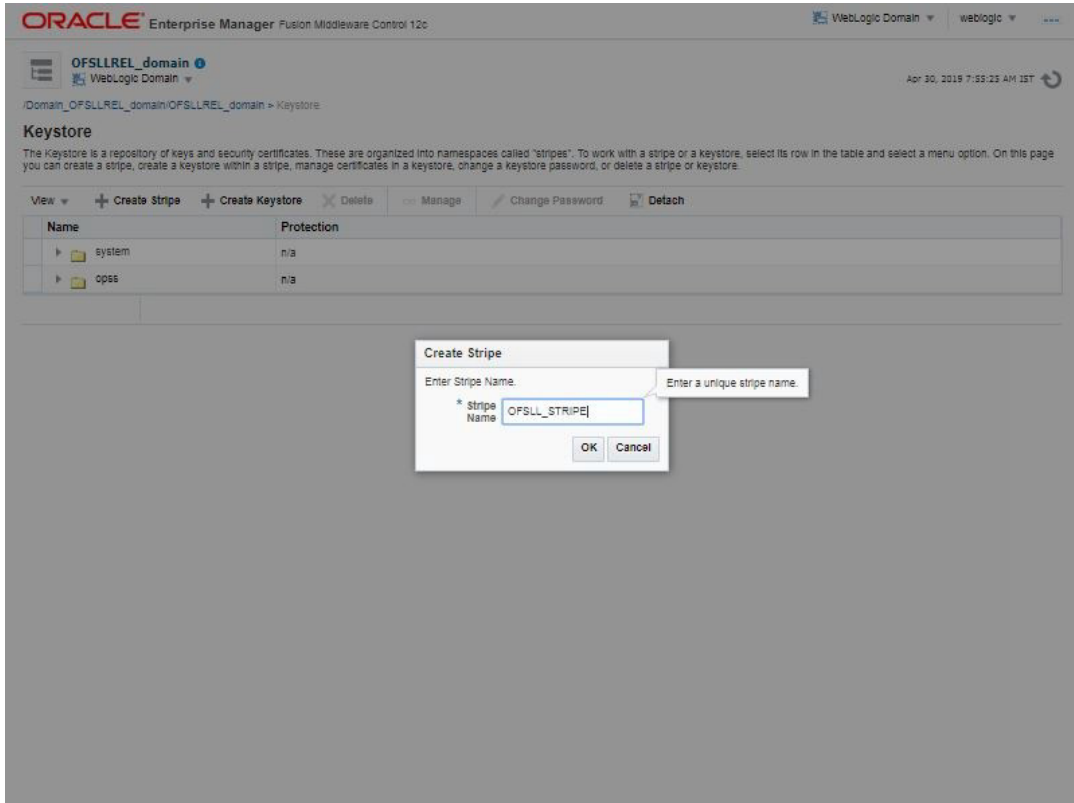 ORACLE Enterprise Manager Fusion Middleware Control 12c
WebLogic Domain weblogic ...
OFSLLREL_domain
WebLogic Domain
Apr 30, 2019 7:55:25 AM IST
/Domain_OFSLLREL_domain/OFSLLREL_domain > Keystore
Keystore
The Keystore is a repository of keys and security certificates. These are organized into namespaces called "stripes". To work with a stripe or a keystore, select its row in the table and select a menu option. On this page
you can create a stripe, create a keystore within a stripe, manage certificates in a keystore, change a keystore password, or delete a stripe or keystore.
View Create Stripe Create Keystore Delete Manage Change Password Detach
Name Protection
system n/a
opss n/a
Create Stripe
Enter Stripe Name.
Enter a unique stripe name.
* Stripe
Name OFSLL_STRIPE
OK Cancel